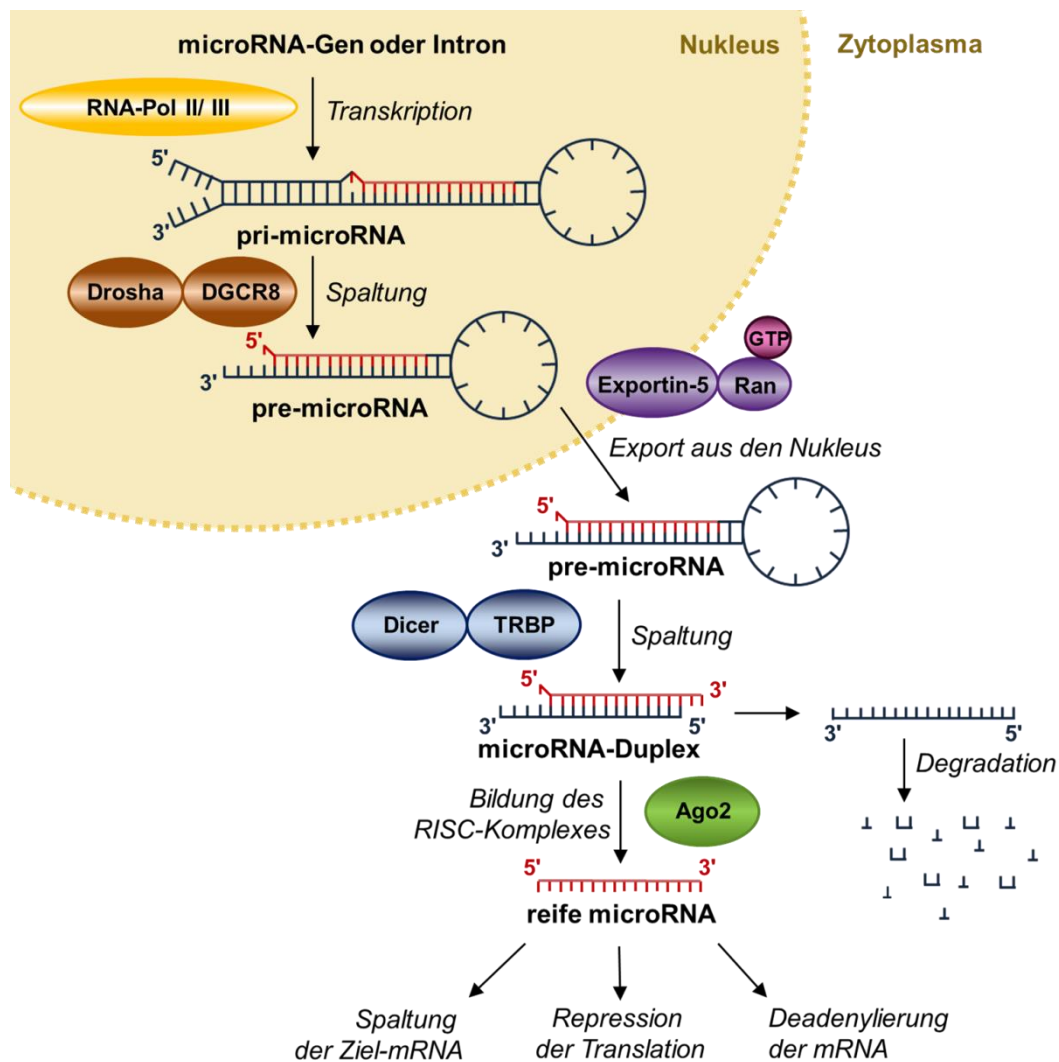 microRNA-Gen oder Intron
Nukleus
Zytoplasma
RNA-Pol II/ III
Transkription
5'
3'
pri-microRNA
Drosha
DGCR8
Spaltung
5'
3'
pre-microRNA
GTP
Exportin-5
Ran
Export aus den Nukleus
5'
3'
pre-microRNA
Dicer
TRBP
Spaltung
5'
3'
3'
5'
microRNA-Duplex
3'
5'
Degradation
Bildung des
RISC-Komplexes
Ago2
5'
3'
reife microRNA
Spaltung
der Ziel-mRNA
Repression
der Translation
Deadenylierung
der mRNA